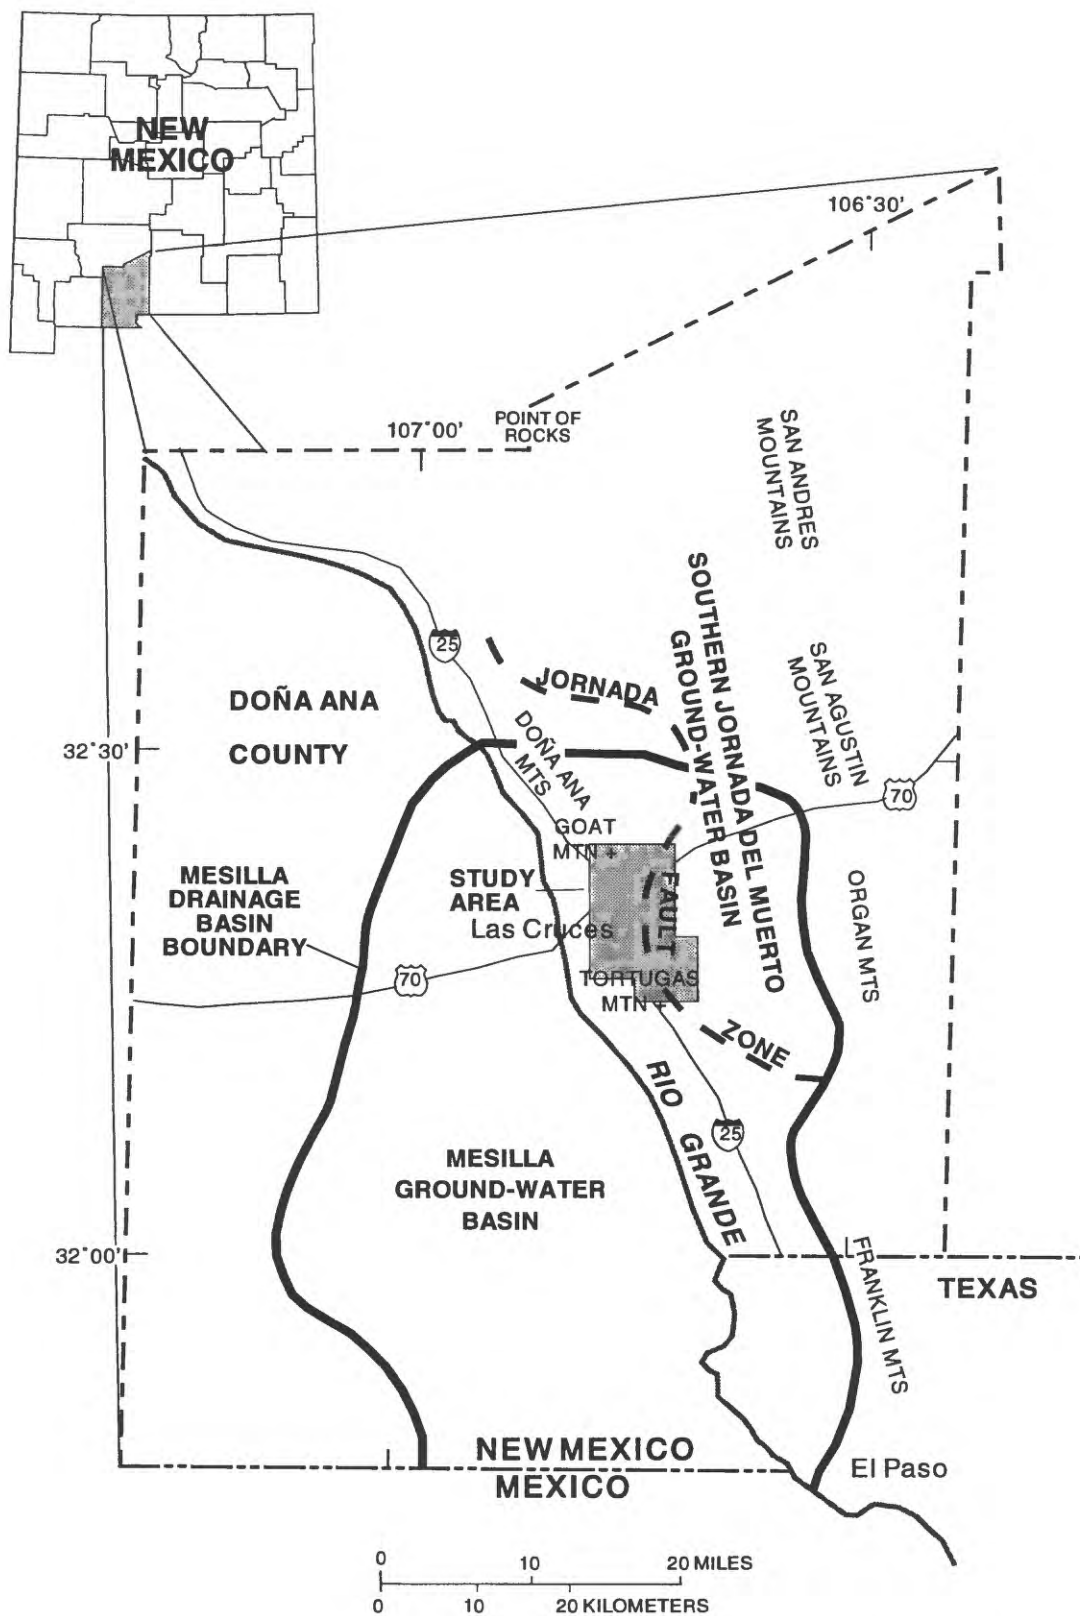 NEW
MEXICO
106°30'
107°00'
POINT OF
ROCKS
SAN ANDRES
MOUNTAINS
25
JORNADA
SOUTHERN JORNADA DEL MUERTO
GROUND-WATER BASIN
SAN AGUSTIN
MOUNTAINS
DOÑA ANA
COUNTY
32°30'
DOÑA ANA
MTS
70
GOAT
MTN +
MESILLA
DRAINAGE
BASIN
BOUNDARY
STUDY
AREA
FAULT
Las Cruces
ORGAN MTS
70
TORTUGAS
MTN +
ZONE
RIO GRANDE
25
MESILLA
GROUND-WATER
BASIN
32°00'
FRANKLIN MTS
TEXAS
NEW MEXICO
MEXICO
El Paso
0 10 20 MILES
0 10 20 KILOMETERS